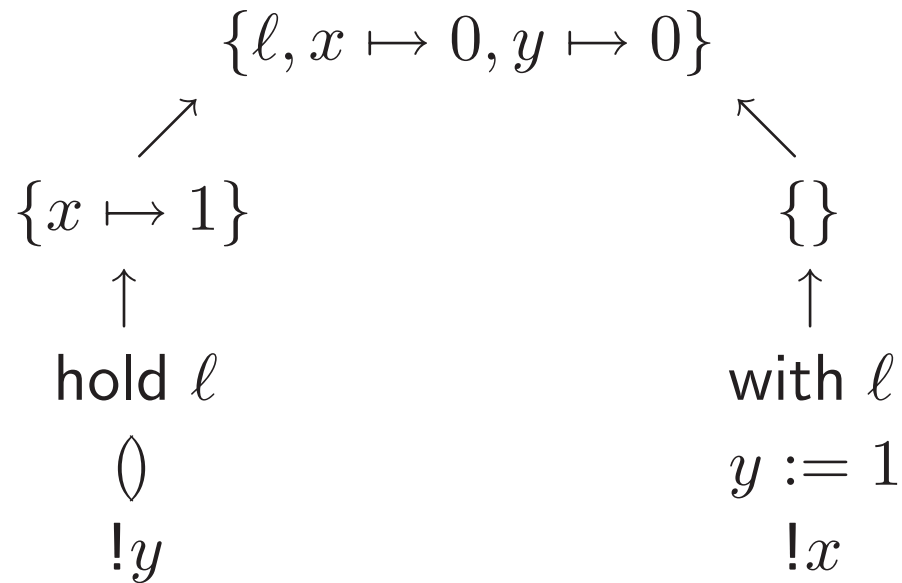 {ℓ, x ↦ 0, y ↦ 0}
{x ↦ 1} {}
hold ℓ with ℓ
() y := 1
!y !x